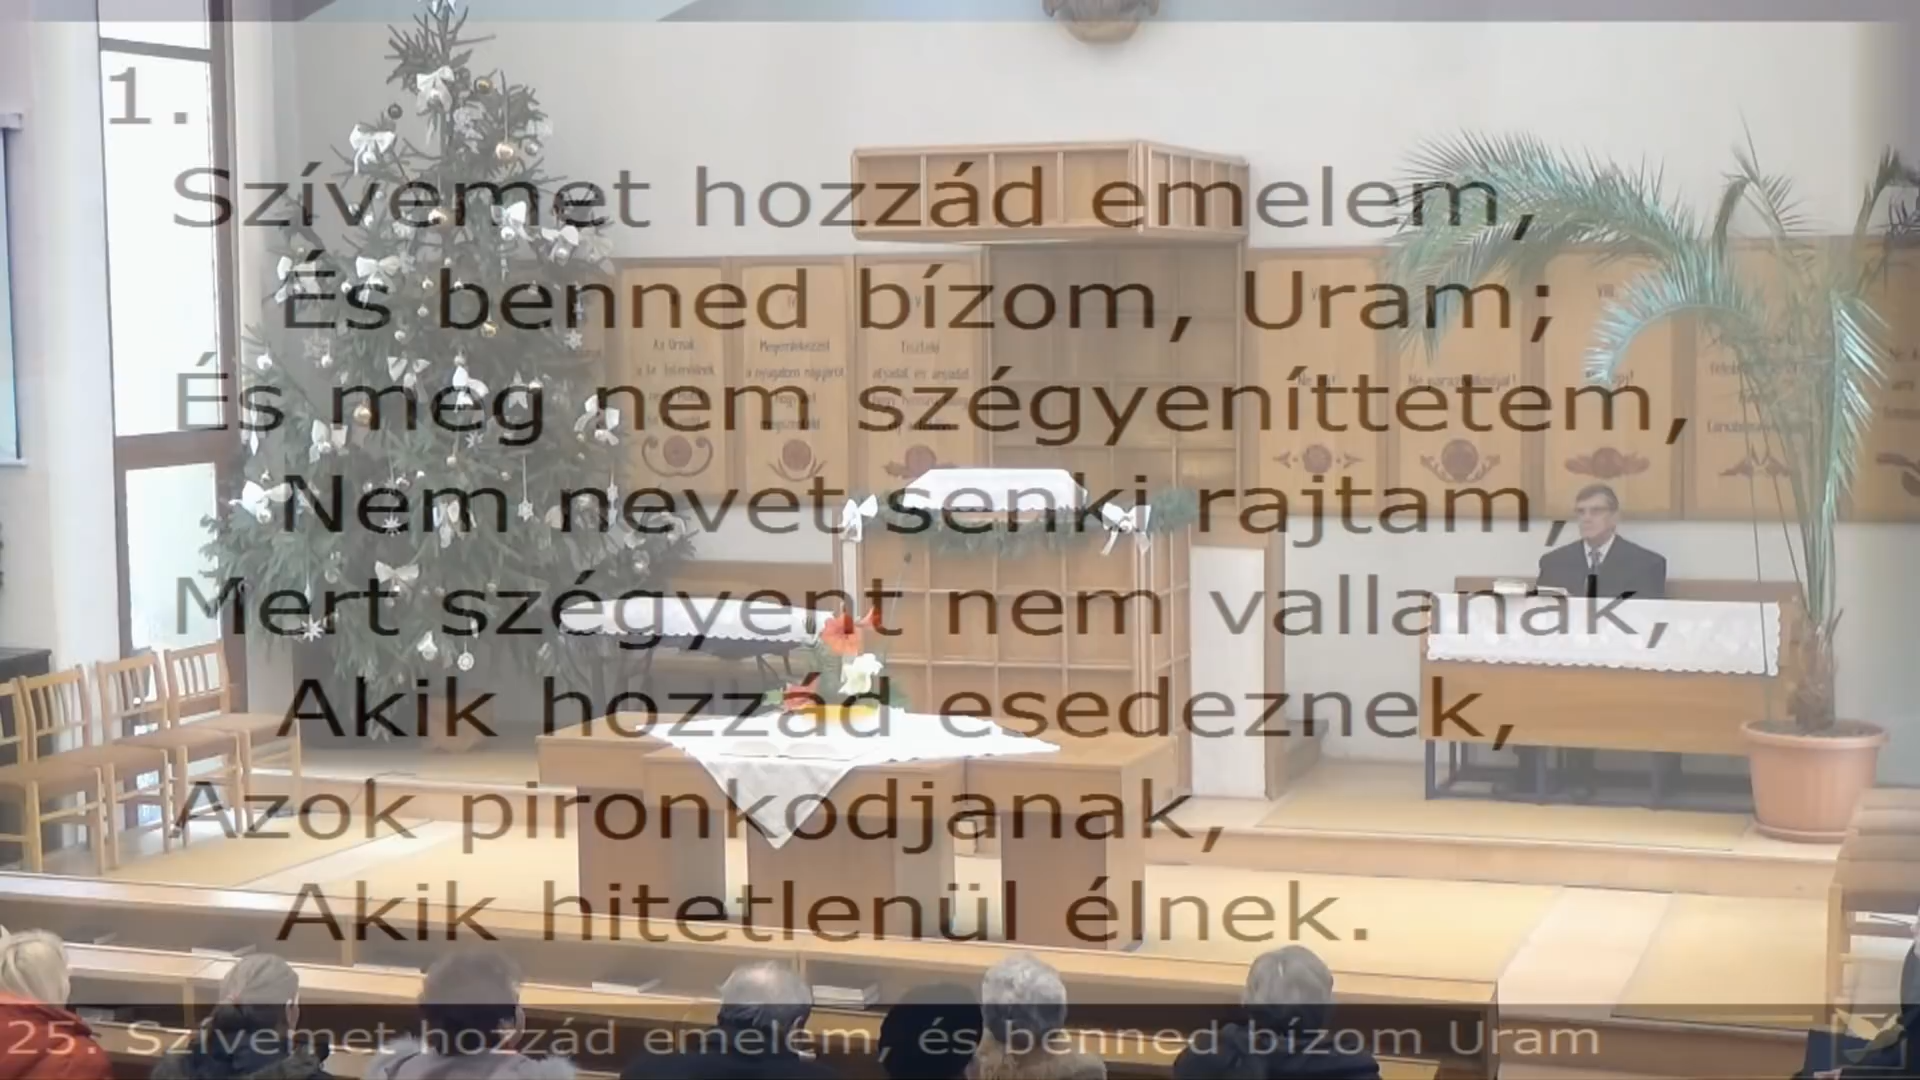 1.
Szívemet hozzád emelem,
És benned bízom, Uram;
És meg nem szégyeníttetem,
Nem nevet senki rajtam,
Mert szégyent nem vallanak,
Akik hozzád esedeznek,
Azok pironkodjanak,
Akik hitetlenül élnek.
25. Szívemet hozzád emelem, és benned bízom Uram